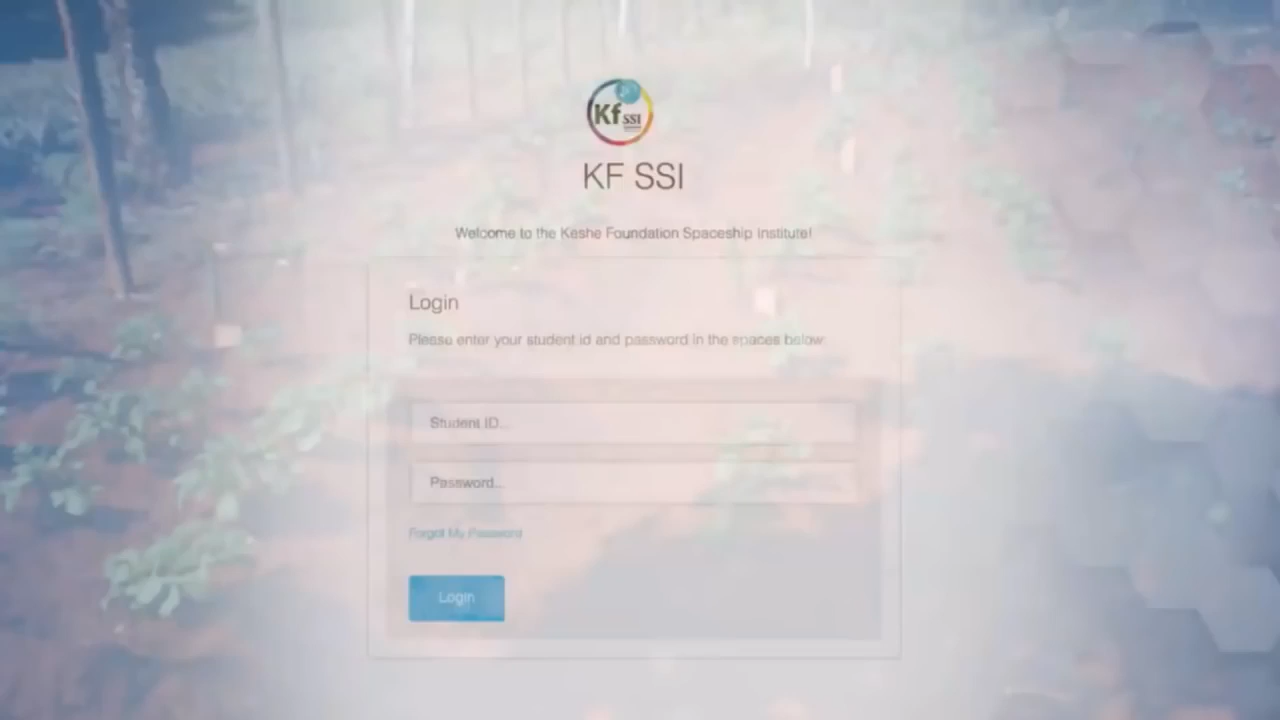 Kf SSI
KF SSI
Welcome to the Keshe Foundation Spaceship Institute!
Login
Please enter your student id and password in the spaces below
Student ID...
Password...
Forgot My Password
Login